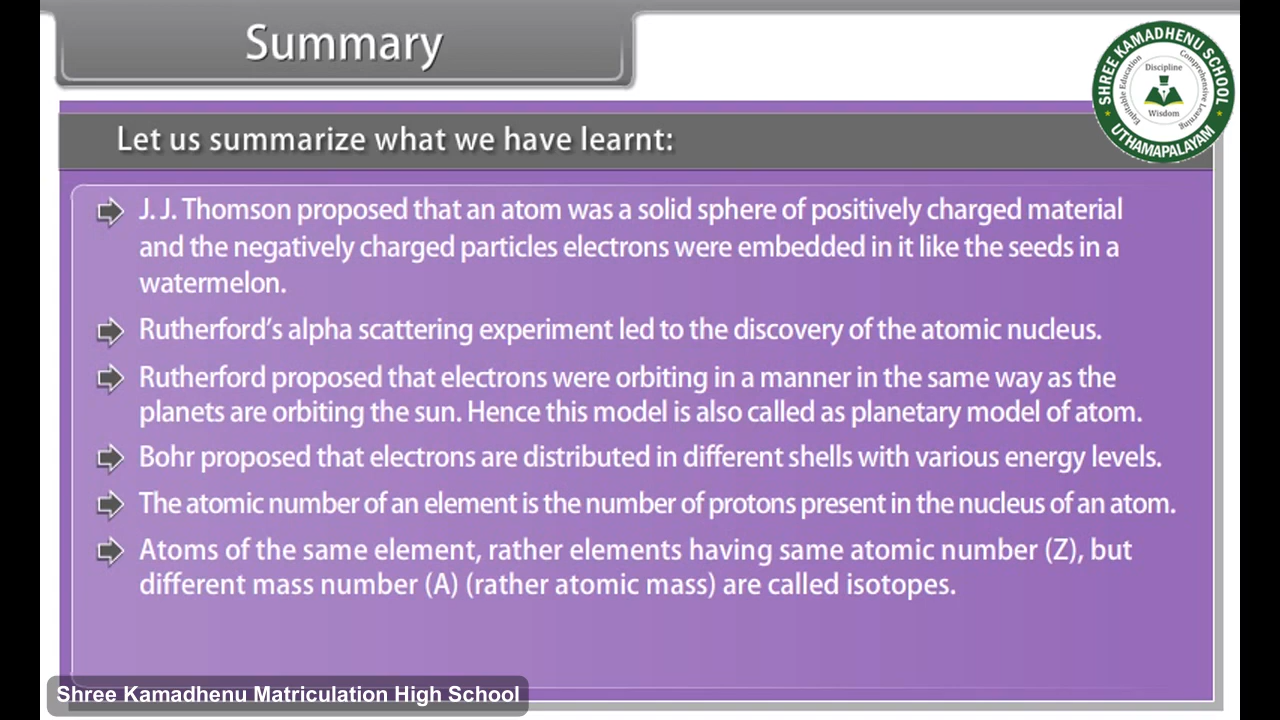 Summary
SHREE KAMADHENU SCHOOL
Equitable Education
Discipline
Comprehensive Learning
Wisdom
UTHAMAPALAYAM
Let us summarize what we have learnt:
J. J. Thomson proposed that an atom was a solid sphere of positively charged material
and the negatively charged particles electrons were embedded in it like the seeds in a
watermelon.
Rutherford's alpha scattering experiment led to the discovery of the atomic nucleus.
Rutherford proposed that electrons were orbiting in a manner in the same way as the
planets are orbiting the sun. Hence this model is also called as planetary model of atom.
Bohr proposed that electrons are distributed in different shells with various energy levels.
The atomic number of an element is the number of protons present in the nucleus of an atom.
Atoms of the same element, rather elements having same atomic number (Z), but
different mass number (A) (rather atomic mass) are called isotopes.
Shree Kamadhenu Matriculation High School